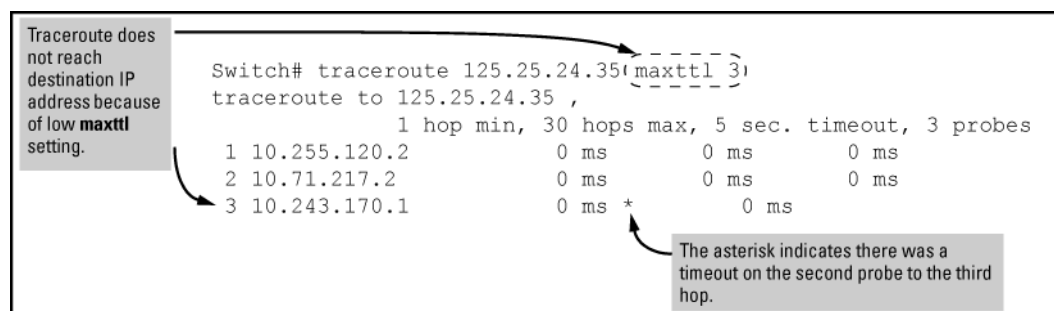 Traceroute does
not reach
destination IP
address because
of low maxttl
setting.
Switch# traceroute 125.25.24.35 maxttl 3
traceroute to 125.25.24.35 ,
1 hop min, 30 hops max, 5 sec. timeout, 3 probes
1 10.255.120.2 0 ms 0 ms 0 ms
2 10.71.217.2 0 ms 0 ms 0 ms
3 10.243.170.1 0 ms * 0 ms
The asterisk indicates there was a
timeout on the second probe to the third
hop.